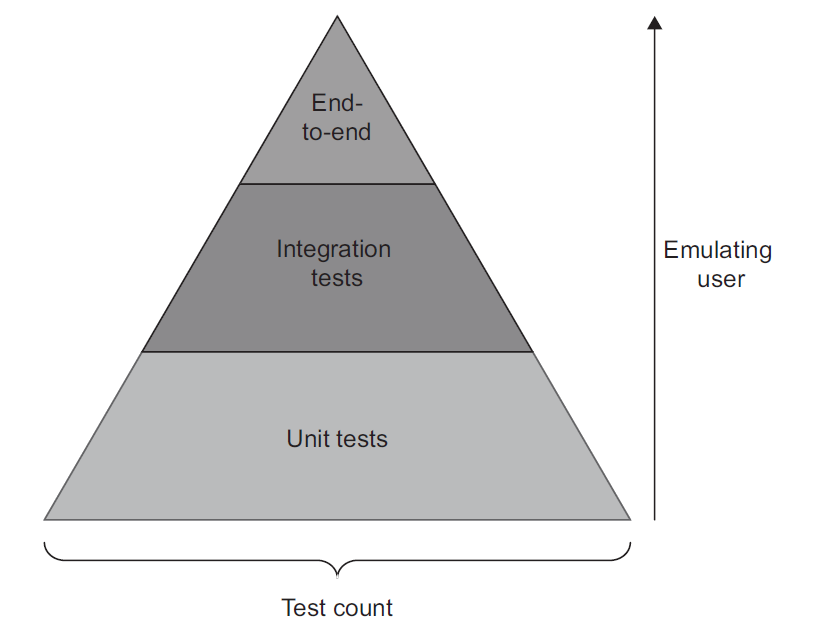 End-
to-end
Integration
tests
Emulating
user
Unit tests
Test count